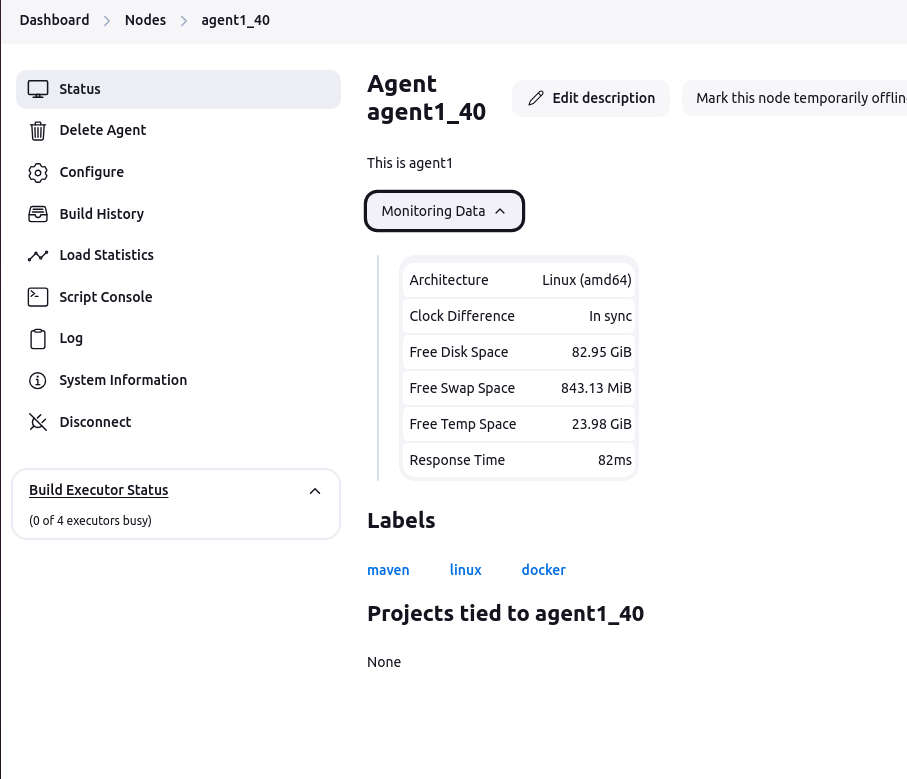 Dashboard > Nodes > agent1_40
Status
Delete Agent
Configure
Build History
Load Statistics
Script Console
Log
System Information
Disconnect
Build Executor Status
(0 of 4 executors busy)
Agent
agent1_40
Edit description
Mark this node temporarily offlin
This is agent1
Monitoring Data
Architecture Linux (amd64)
Clock Difference In sync
Free Disk Space 82.95 GiB
Free Swap Space 843.13 MiB
Free Temp Space 23.98 GiB
Response Time 82ms
Labels
maven linux docker
Projects tied to agent1_40
None